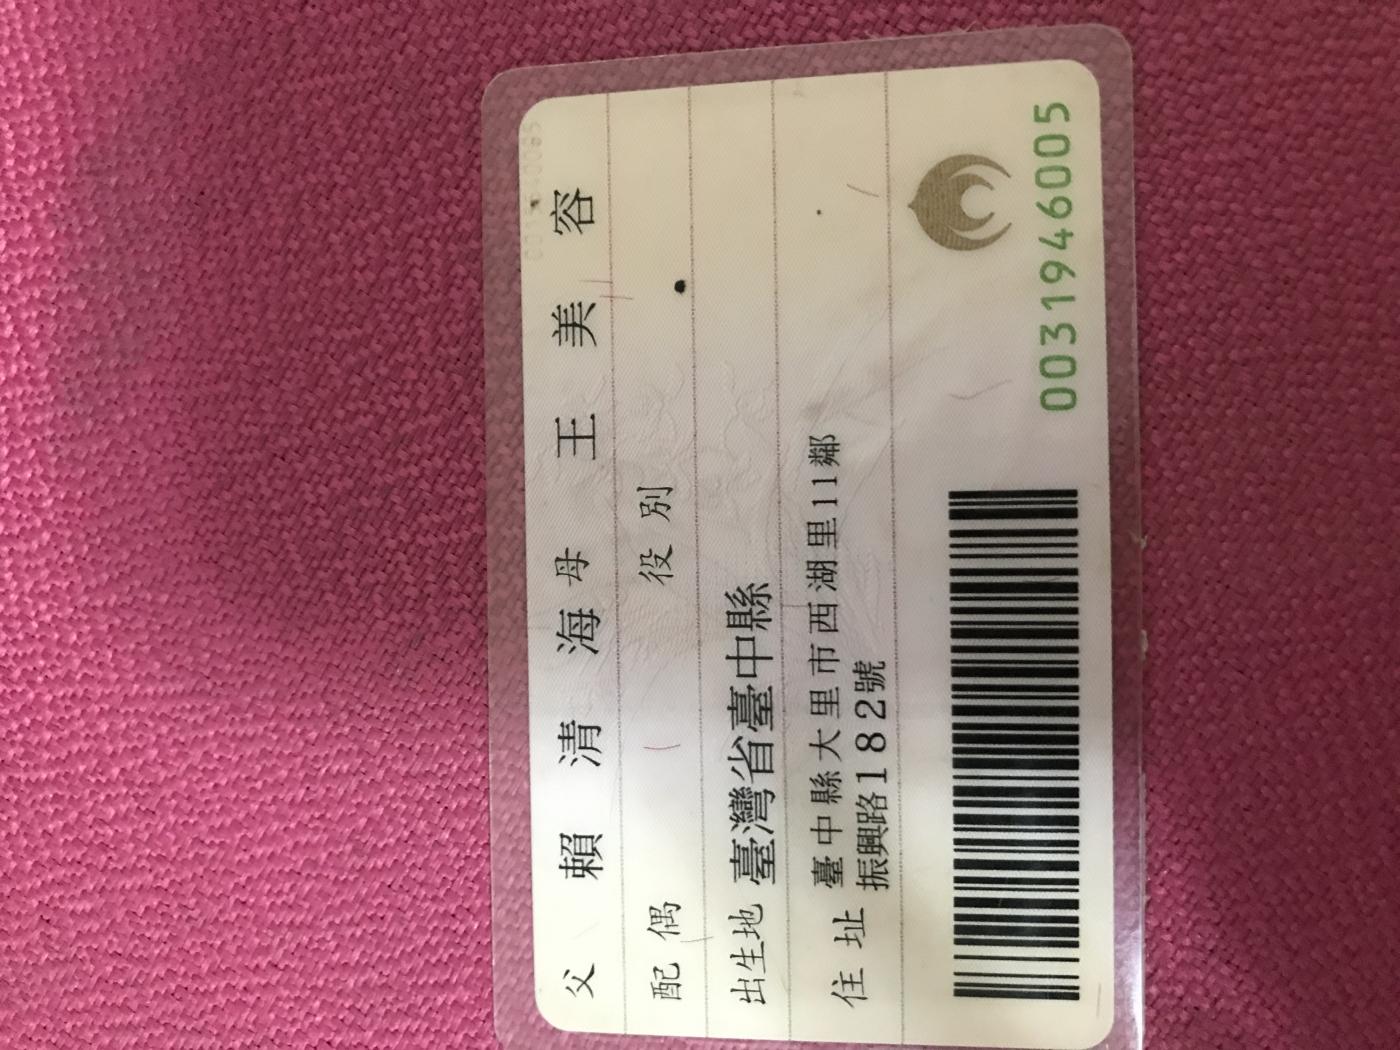 父 賴清海 母 王美容
配偶 役別
出生地 臺灣省臺中縣
住址 臺中縣大里市西湖里11鄰
振興路182號
0031946005